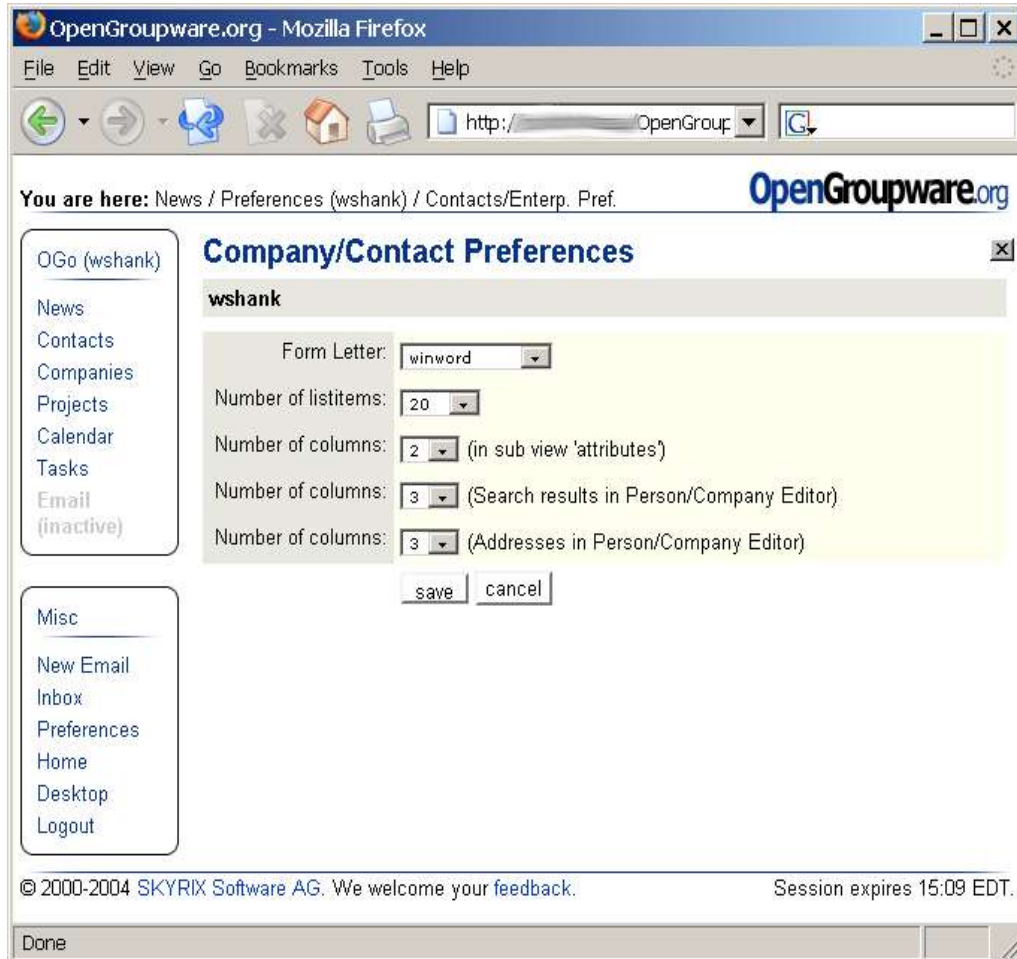 OpenGroupware.org - Mozilla Firefox
File Edit View Go Bookmarks Tools Help
http:/ OpenGroup G
You are here: News / Preferences (wshank) / Contacts/Enterp. Pref.
OpenGroupware.org
OGo (wshank)
News
Contacts
Companies
Projects
Calendar
Tasks
Email
(inactive)
Misc
New Email
Inbox
Preferences
Home
Desktop
Logout
Company/Contact Preferences
wshank
Form Letter: winword
Number of listitems: 20
Number of columns: 2 (in sub view 'attributes')
Number of columns: 3 (Search results in Person/Company Editor)
Number of columns: 3 (Addresses in Person/Company Editor)
save cancel
© 2000-2004 SKYRIX Software AG. We welcome your feedback. Session expires 15:09 EDT.
Done